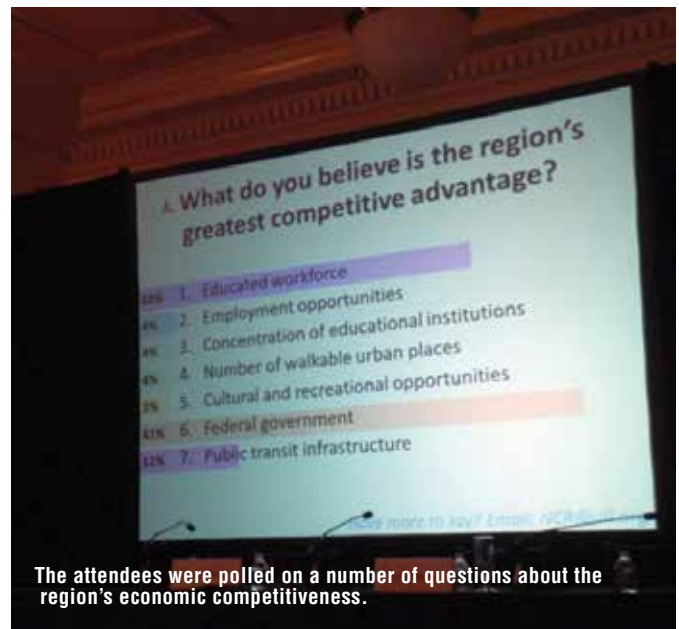 A. What do you believe is the region's
greatest competitive advantage?
1. Educated workforce
4% 2. Employment opportunities
4% 3. Concentration of educational institutions
4% 4. Number of walkable urban places
5. Cultural and recreational opportunities
41% 6. Federal government
11% 7. Public transit infrastructure
have more to say? Email:
The attendees were polled on a number of questions about the
region's economic competitiveness.